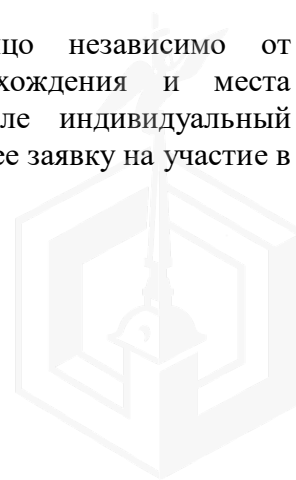 цо независимо от
хождения и места
ле индивидуальный
ее заявку на участие в